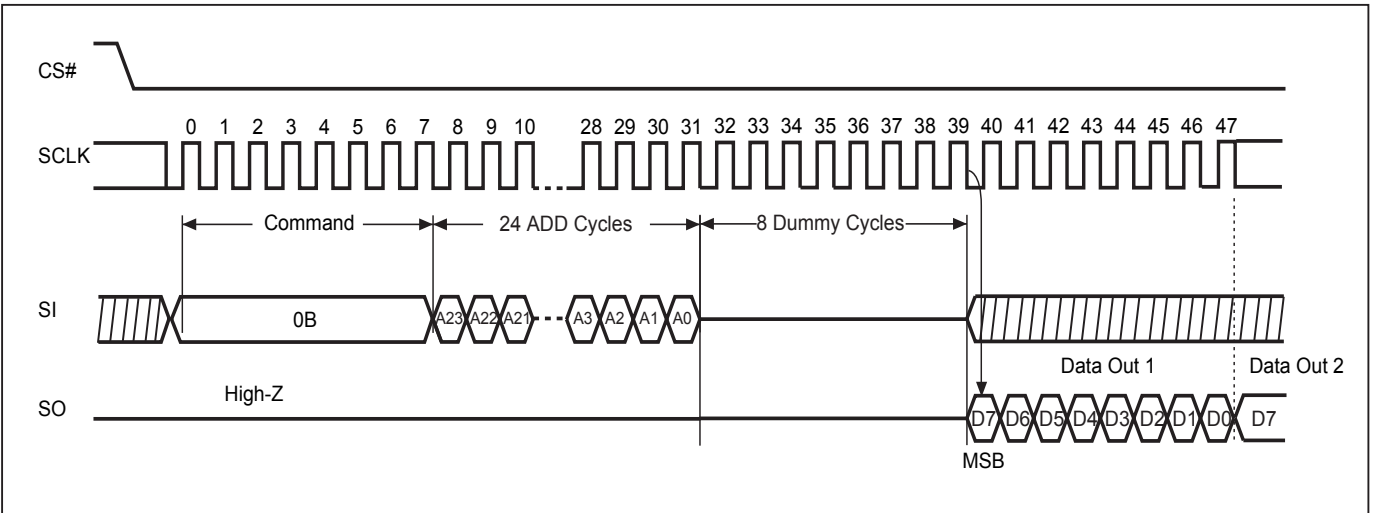 CS#
0 1 2 3 4 5 6 7 8 9 10 28 29 30 31 32 33 34 35 36 37 38 39 40 41 42 43 44 45 46 47
SCLK
Command 24 ADD Cycles 8 Dummy Cycles
SI 0B A23 A22 A21 A3 A2 A1 A0
Data Out 1 Data Out 2
High-Z
SO D7 D6 D5 D4 D3 D2 D1 D0 D7
MSB